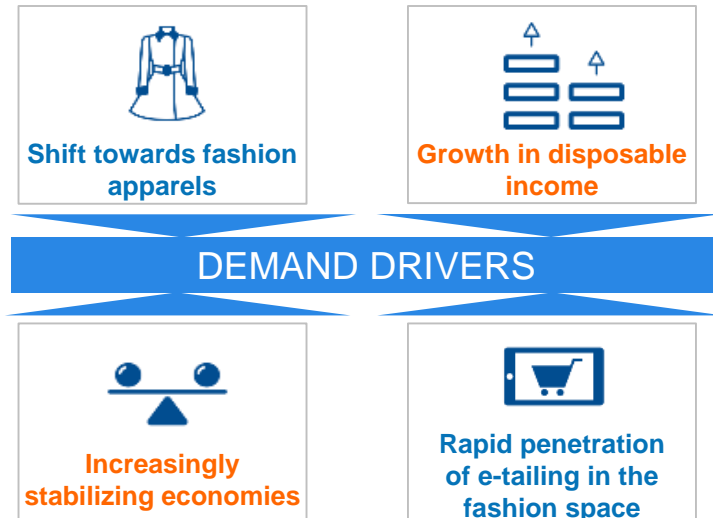 Shift towards fashion
apparels
Growth in disposable
income
DEMAND DRIVERS
Increasingly
stabilizing economies
Rapid penetration
of e-tailing in the
fashion space